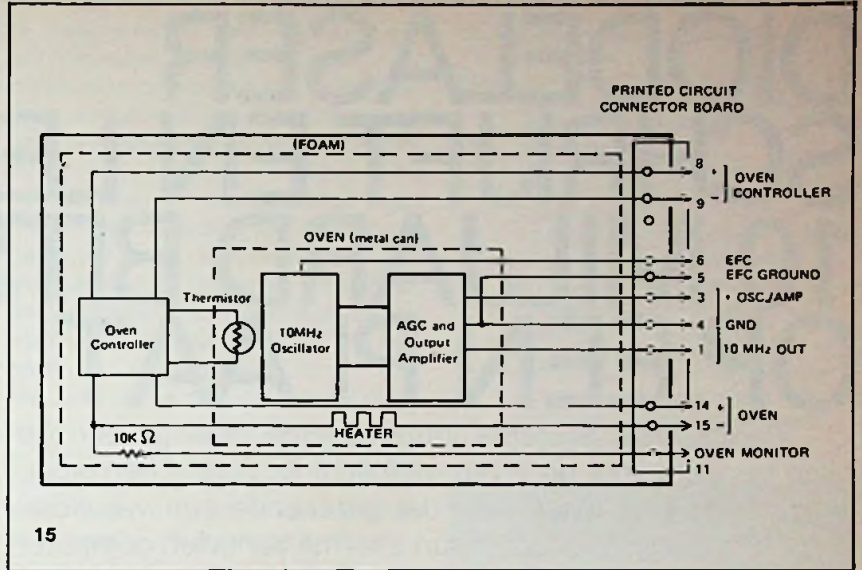 PRINTED CIRCUIT
CONNECTOR BOARD
(FOAM)
8 +
OVEN
CONTROLLER
9 −
OVEN (metal can)
6 EFC
5 EFC GROUND
Thermistor
3 + OSC./AMP
Oven
Controller
10MHz
Oscillator
AGC and
Output
Amplifier
4 GND
1 10 MHz OUT
14 +
OVEN
15 −
HEATER
10K Ω
OVEN MONITOR
11
15